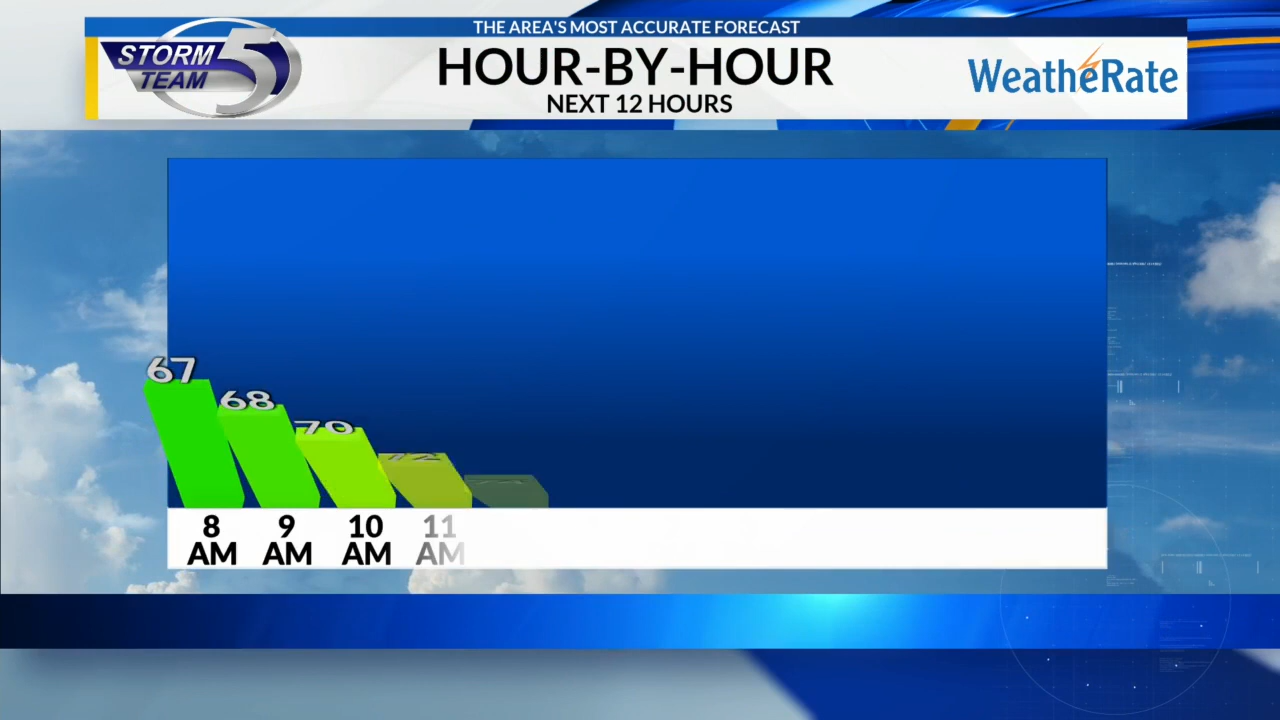 THE AREA'S MOST ACCURATE FORECAST
STORM TEAM 5
HOUR-BY-HOUR
NEXT 12 HOURS
WeatheRate
67
68
70
72
8 AM
9 AM
10 AM
11 AM